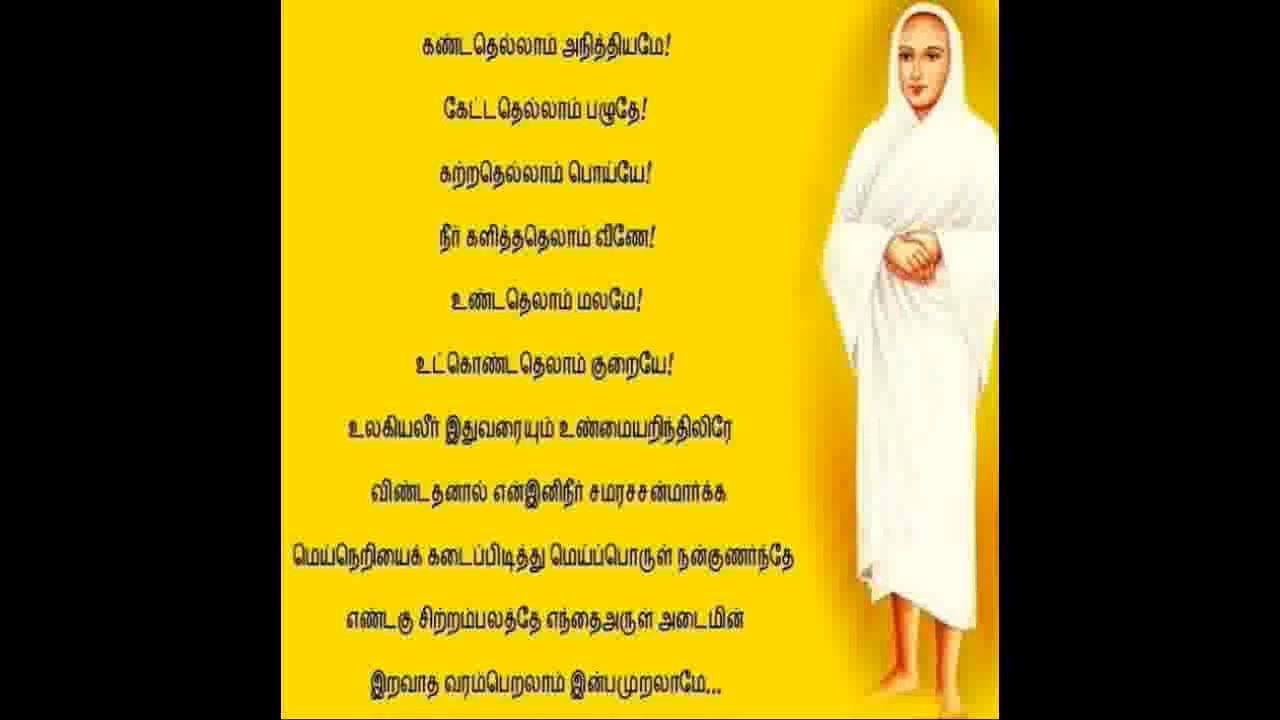 கண்டதெல்லாம் அநித்தியமே!
கேட்டதெல்லாம் பழுதே!
கற்றதெல்லாம் பொய்யே!
நீர் களித்ததெலாம் வீணே!
உண்டதெலாம் மலமே!
உட்கொண்டதெலாம் குறையே!
உலகியலீர் இதுவரையும் உண்மையறிந்திலிரே
விண்டதனால் என்இனிநீர் சமரசசன்மார்க்க
மெய்நெறியைக் கடைப்பிடித்து மெய்ப்பொருள் நன்குணர்ந்தே
எண்டகு சிற்றம்பலத்தே எந்தைஅருள் அடைமின்
இறவாத வரம்பெறலாம் இன்பமுறலாமே...